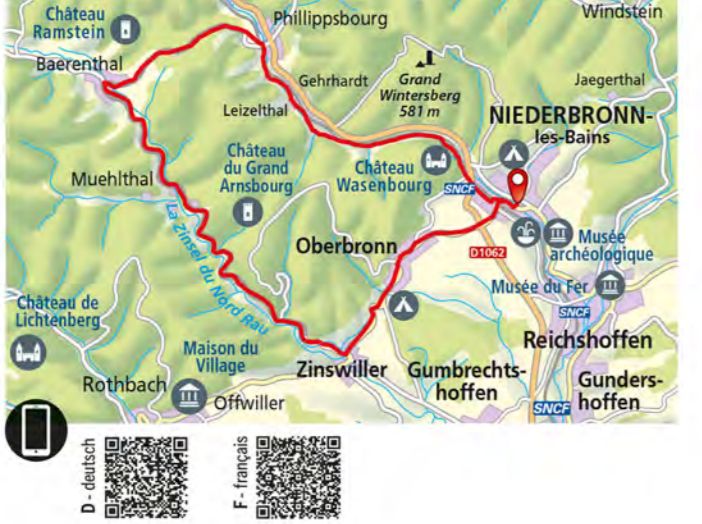 Château
Ramstein
Phillippsbourg
Windstein
Baerenthal
Gehrhardt
Grand
Wintersberg
581 m
Jaegerthal
Leizelthal
NIEDERBRONN-
les-Bains
Château
du Grand
Arnsbourg
Château
Wasenbourg
SNCF
Muehlthal
La Zinsel du Nord Rau
Oberbronn
D1062
Musée
archéologique
Musée du Fer
SNCF
Château de
Lichtenberg
Reichshoffen
Maison du
Village
Zinswiller
Gumbrechts-
hoffen
Gunders-
hoffen
Rothbach
Offwiller
SNCF
D - deutsch
F - français